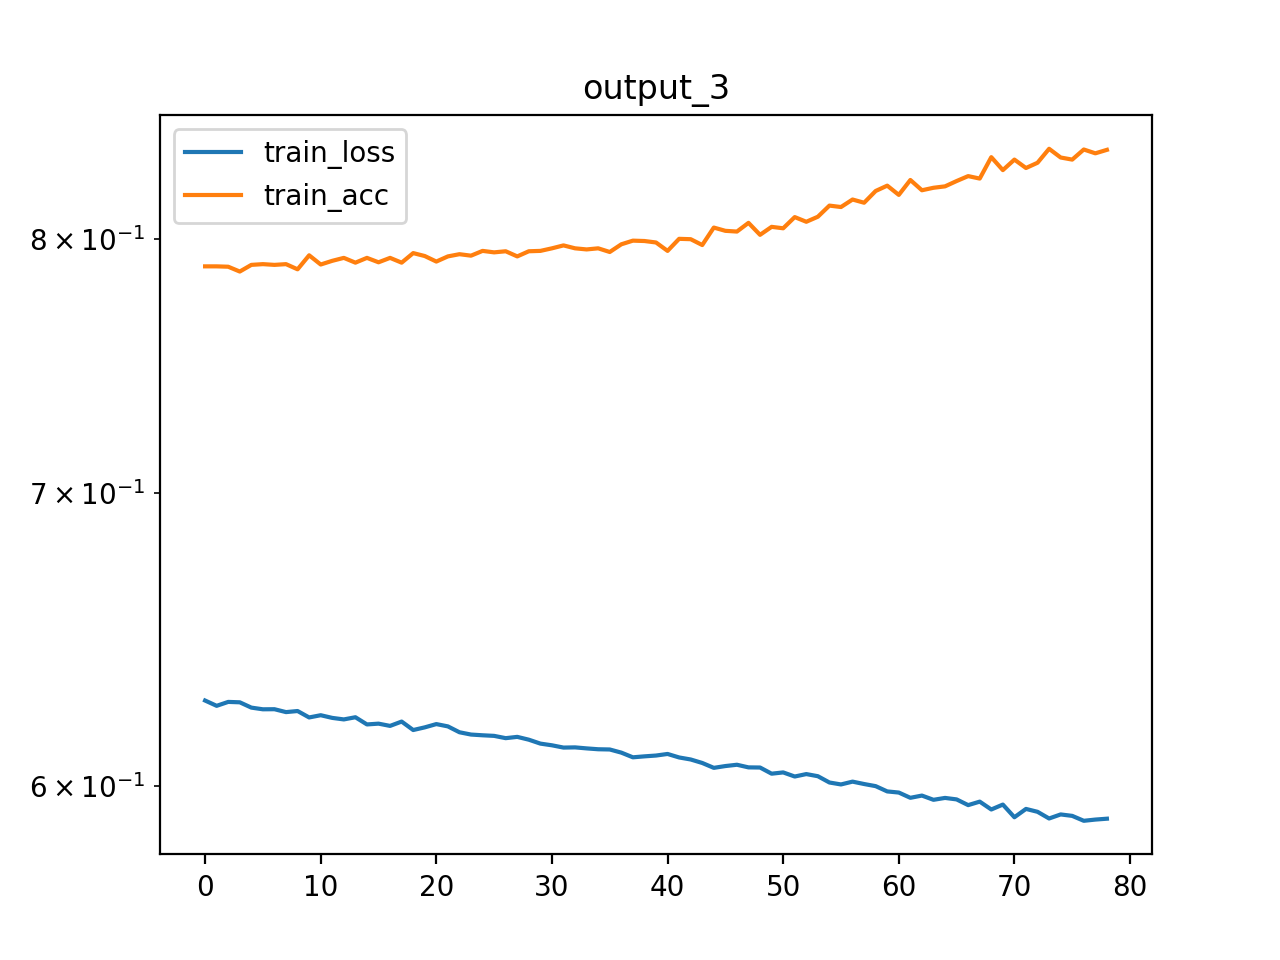 output_3
train_loss
train_acc
8 × 10⁻¹
7 × 10⁻¹
6 × 10⁻¹
0 10 20 30 40 50 60 70 80